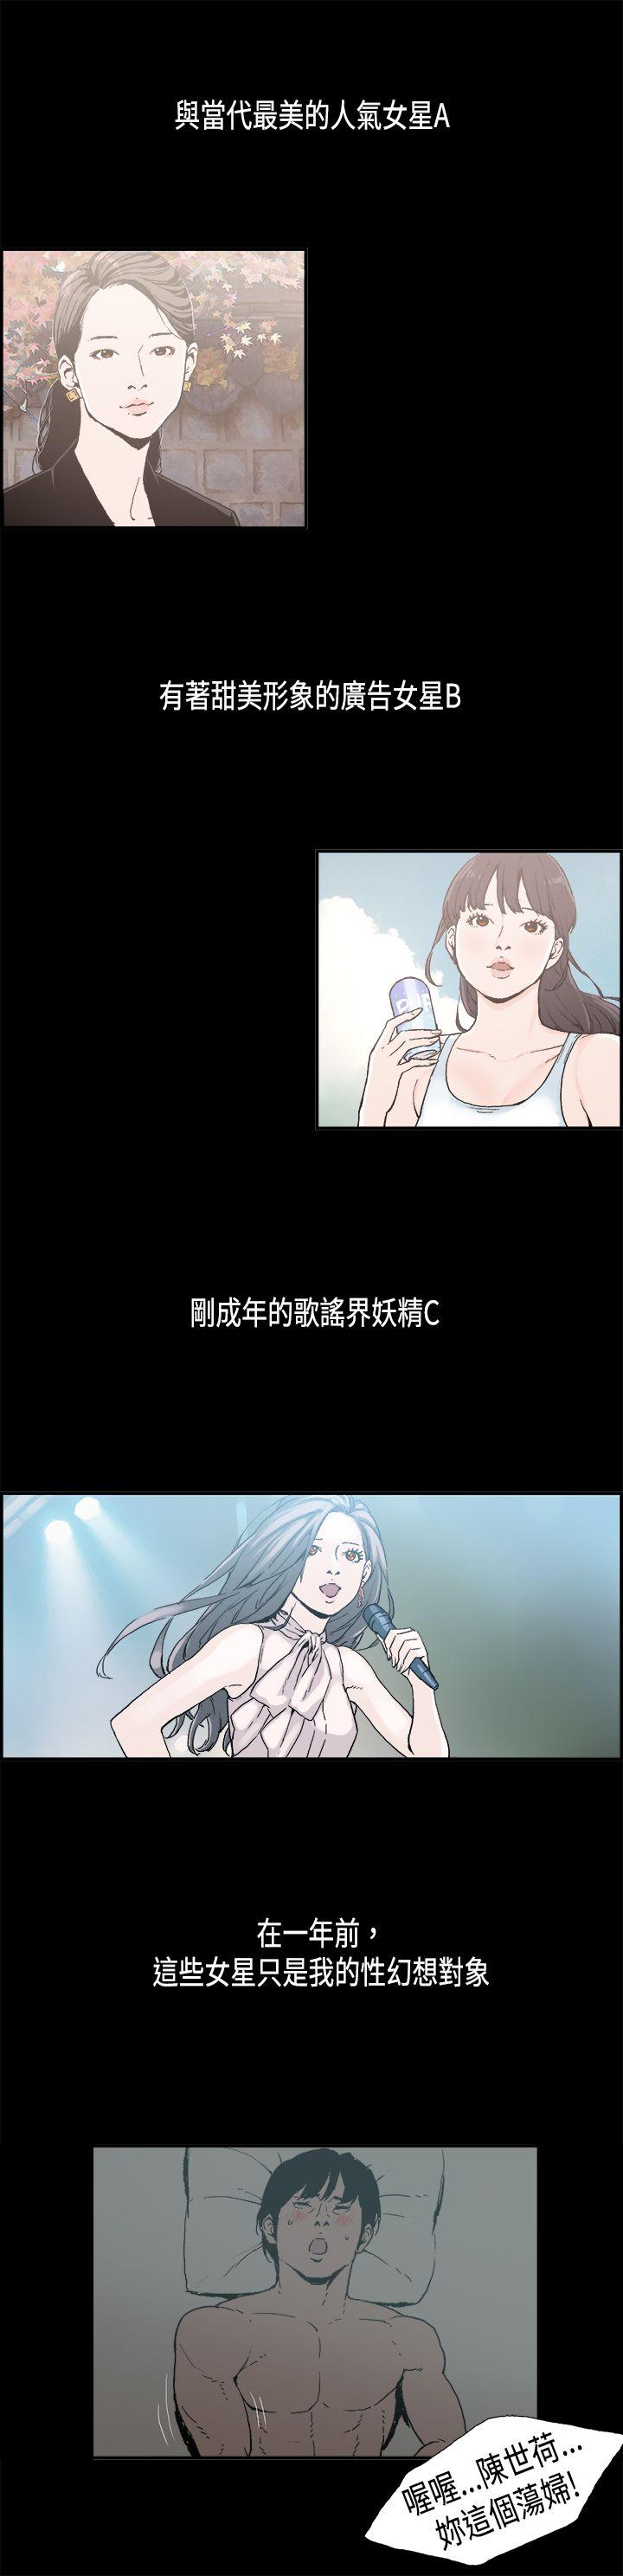 與當代最美的人氣女星A
有著甜美形象的廣告女星B
剛成年的歌謠界妖精C
在一年前，
這些女星只是我的性幻想對象
喔喔...陳世荷...
妳這個蕩婦!